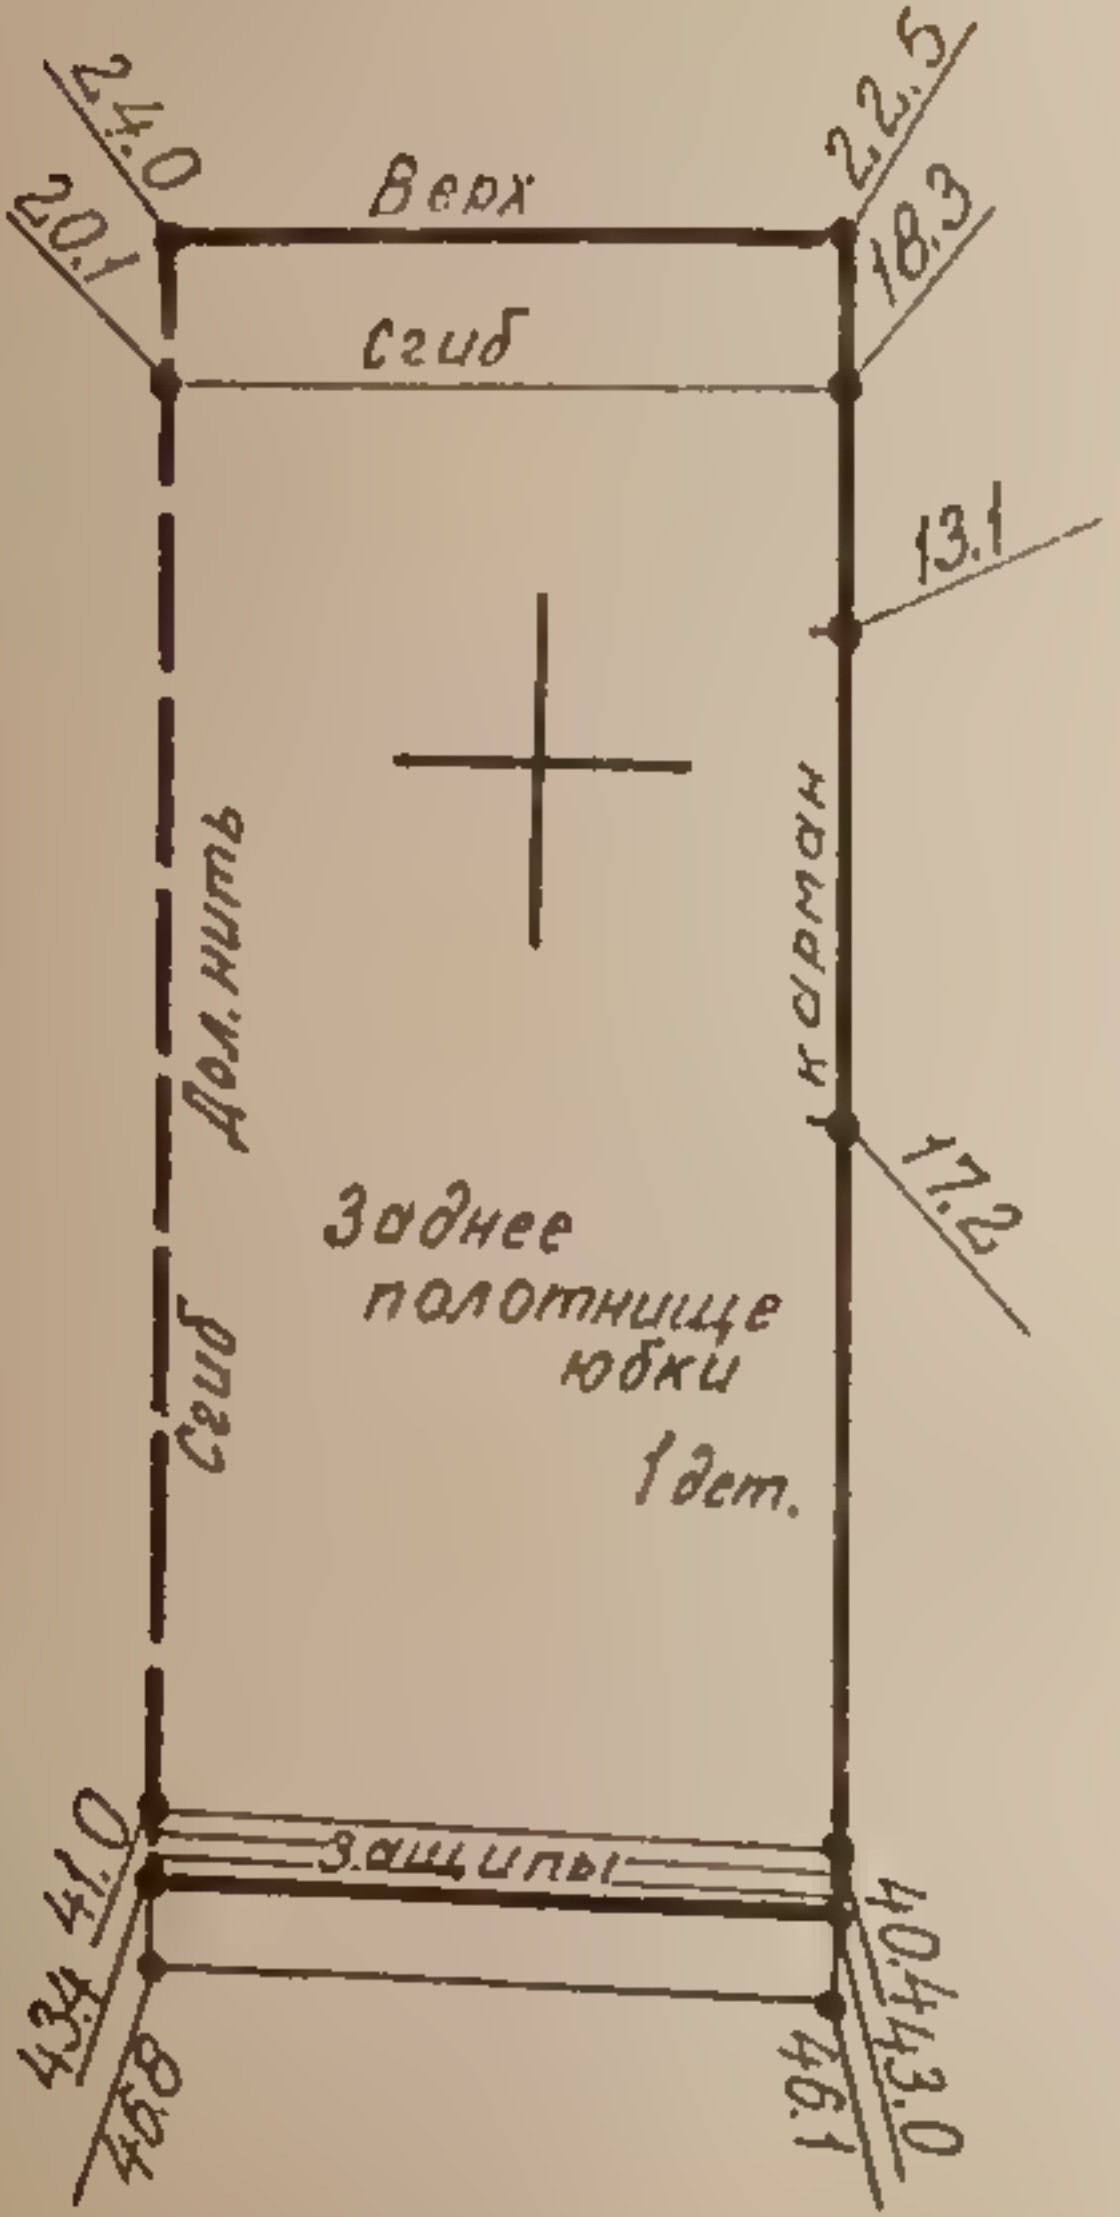 24.0
22.5
20.1
18.3
Верх
Сгиб
13.1
карман
Дол. нить
17.2
Заднее
полотнище
юбки
1 дет.
Сгиб
41.0
Защипы
40.4
43.4
43.0
45.8
46.1